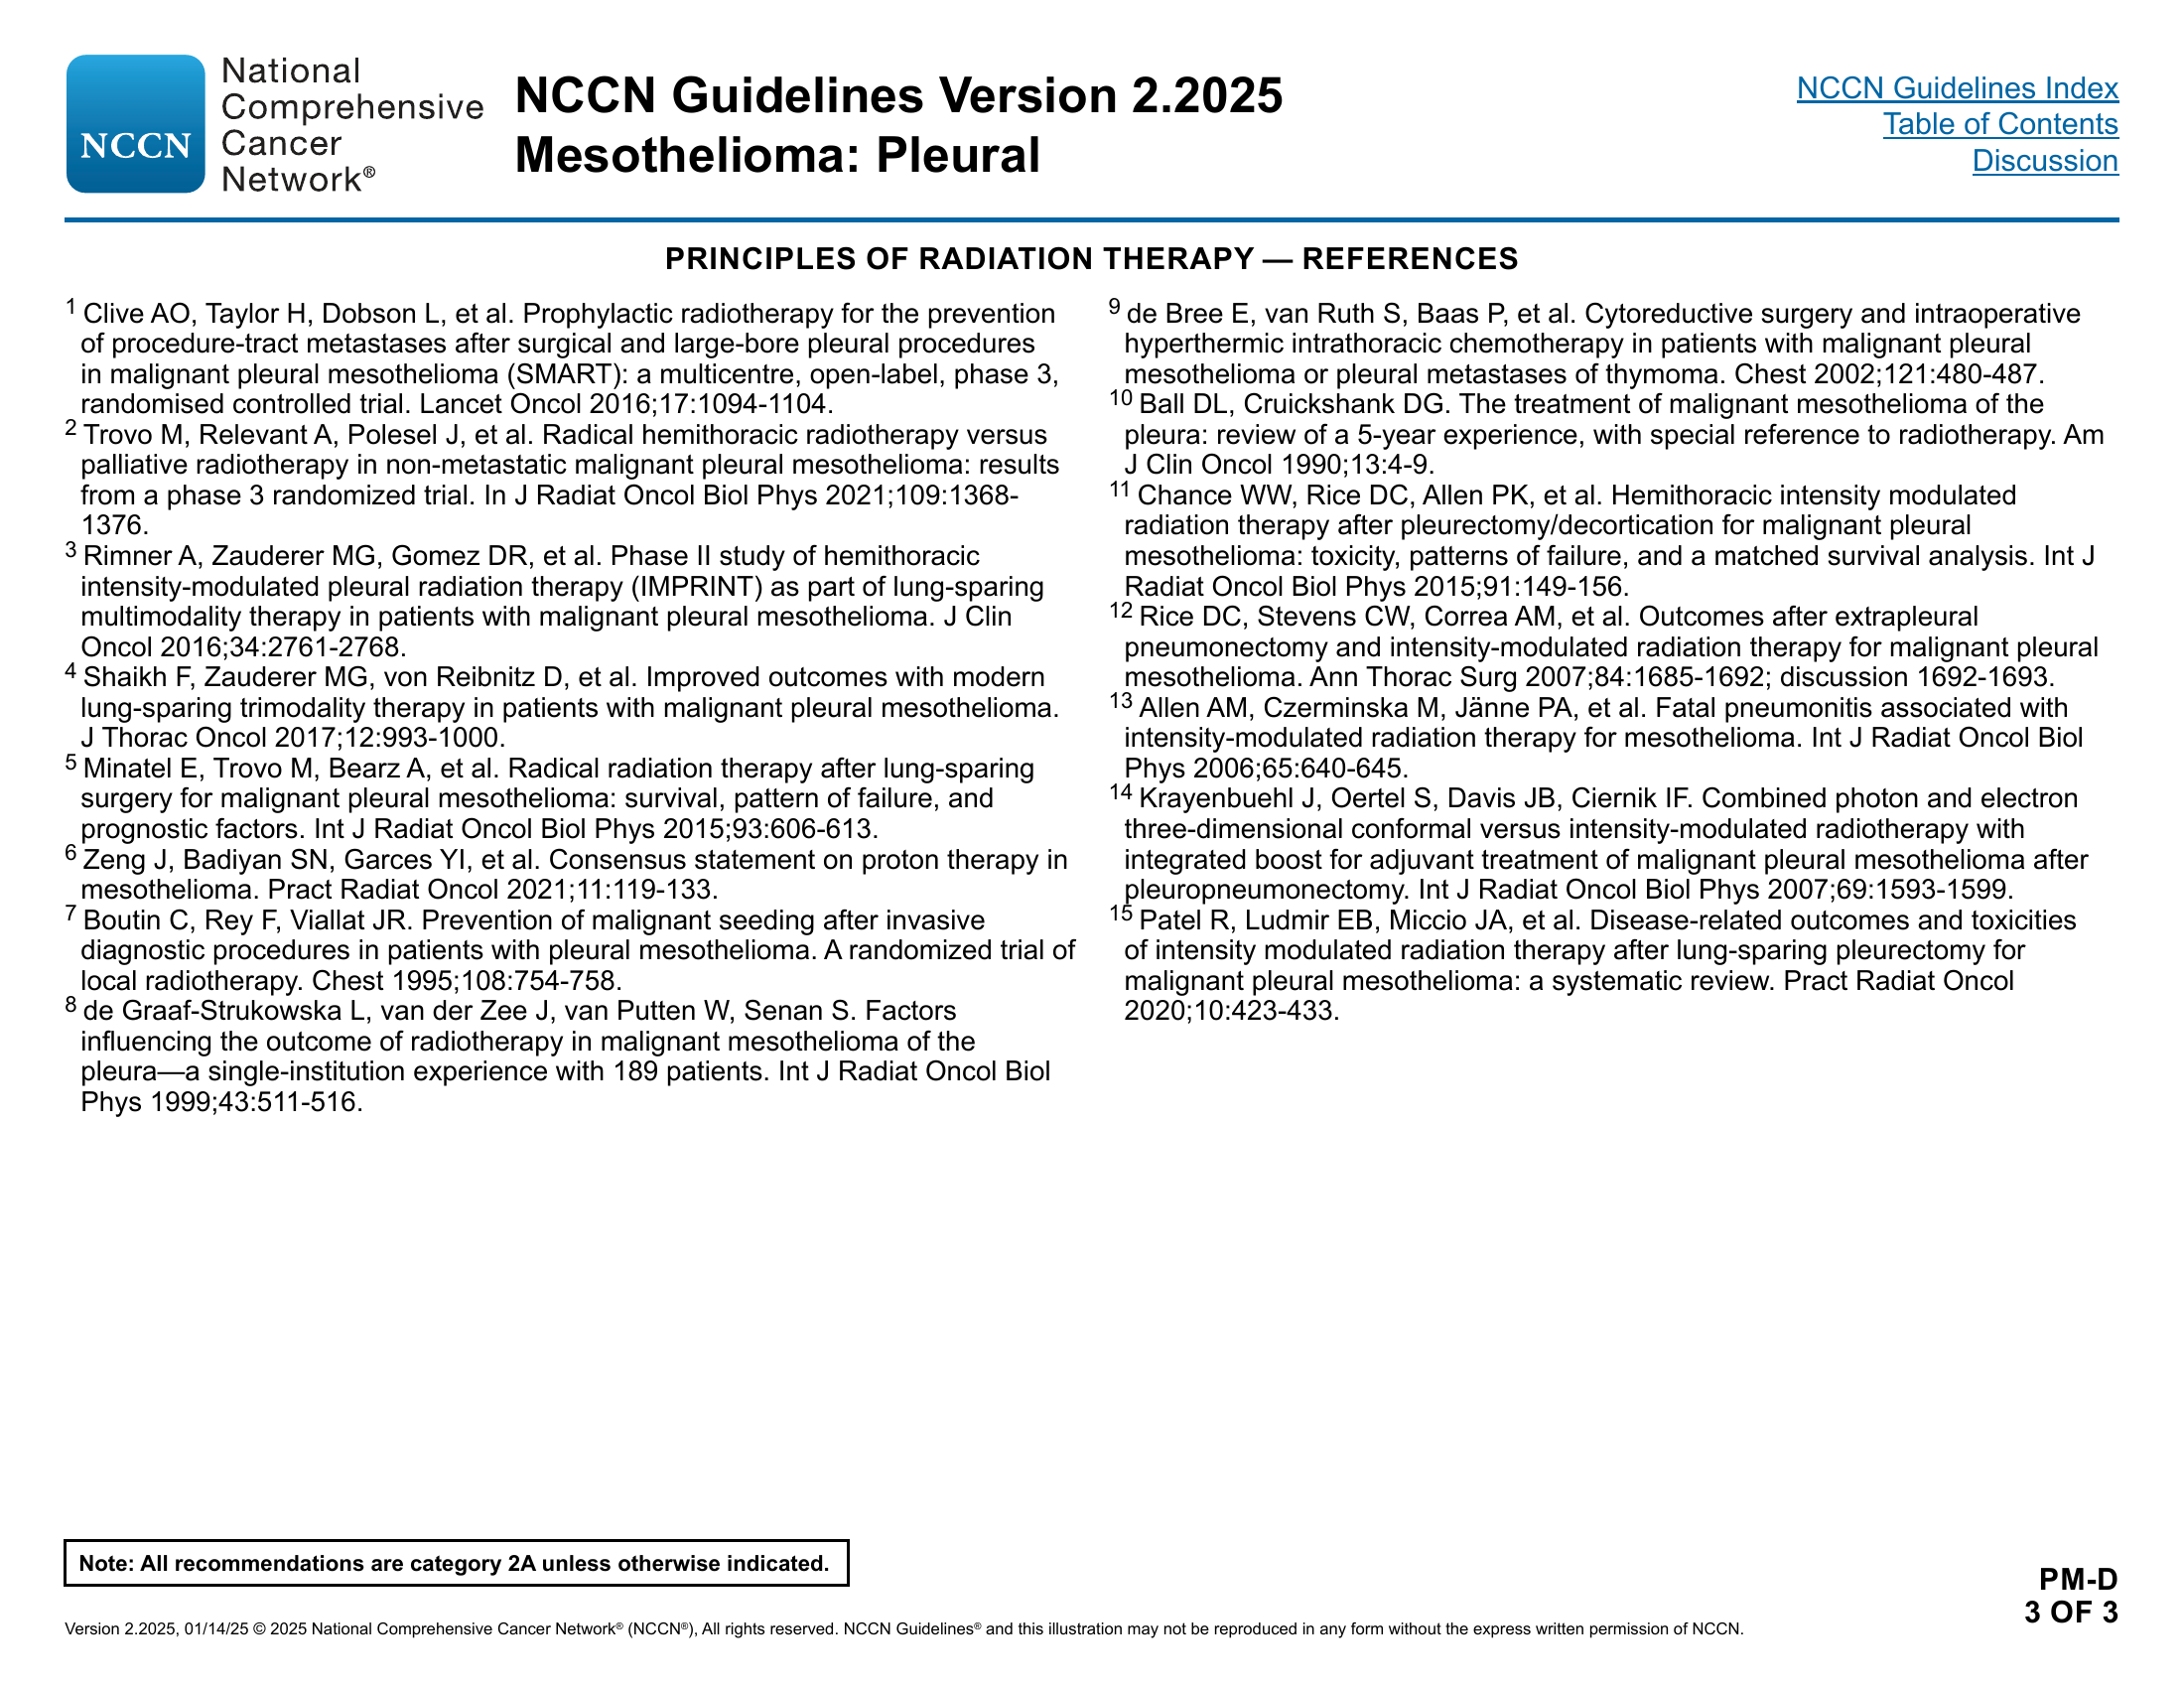 NCCN
National
Comprehensive
Cancer
Network®
NCCN Guidelines Version 2.2025
Mesothelioma: Pleural
NCCN Guidelines Index
Table of Contents
Discussion
PRINCIPLES OF RADIATION THERAPY — REFERENCES
1 Clive AO, Taylor H, Dobson L, et al. Prophylactic radiotherapy for the prevention
of procedure-tract metastases after surgical and large-bore pleural procedures
in malignant pleural mesothelioma (SMART): a multicentre, open-label, phase 3,
randomised controlled trial. Lancet Oncol 2016;17:1094-1104.
2 Trovo M, Relevant A, Polesel J, et al. Radical hemithoracic radiotherapy versus
palliative radiotherapy in non-metastatic malignant pleural mesothelioma: results
from a phase 3 randomized trial. In J Radiat Oncol Biol Phys 2021;109:1368-
1376.
3 Rimner A, Zauderer MG, Gomez DR, et al. Phase II study of hemithoracic
intensity-modulated pleural radiation therapy (IMPRINT) as part of lung-sparing
multimodality therapy in patients with malignant pleural mesothelioma. J Clin
Oncol 2016;34:2761-2768.
4 Shaikh F, Zauderer MG, von Reibnitz D, et al. Improved outcomes with modern
lung-sparing trimodality therapy in patients with malignant pleural mesothelioma.
J Thorac Oncol 2017;12:993-1000.
5 Minatel E, Trovo M, Bearz A, et al. Radical radiation therapy after lung-sparing
surgery for malignant pleural mesothelioma: survival, pattern of failure, and
prognostic factors. Int J Radiat Oncol Biol Phys 2015;93:606-613.
6 Zeng J, Badiyan SN, Garces YI, et al. Consensus statement on proton therapy in
mesothelioma. Pract Radiat Oncol 2021;11:119-133.
7 Boutin C, Rey F, Viallat JR. Prevention of malignant seeding after invasive
diagnostic procedures in patients with pleural mesothelioma. A randomized trial of
local radiotherapy. Chest 1995;108:754-758.
8 de Graaf-Strukowska L, van der Zee J, van Putten W, Senan S. Factors
influencing the outcome of radiotherapy in malignant mesothelioma of the
pleura—a single-institution experience with 189 patients. Int J Radiat Oncol Biol
Phys 1999;43:511-516.
9 de Bree E, van Ruth S, Baas P, et al. Cytoreductive surgery and intraoperative
hyperthermic intrathoracic chemotherapy in patients with malignant pleural
mesothelioma or pleural metastases of thymoma. Chest 2002;121:480-487.
10 Ball DL, Cruickshank DG. The treatment of malignant mesothelioma of the
pleura: review of a 5-year experience, with special reference to radiotherapy. Am
J Clin Oncol 1990;13:4-9.
11 Chance WW, Rice DC, Allen PK, et al. Hemithoracic intensity modulated
radiation therapy after pleurectomy/decortication for malignant pleural
mesothelioma: toxicity, patterns of failure, and a matched survival analysis. Int J
Radiat Oncol Biol Phys 2015;91:149-156.
12 Rice DC, Stevens CW, Correa AM, et al. Outcomes after extrapleural
pneumonectomy and intensity-modulated radiation therapy for malignant pleural
mesothelioma. Ann Thorac Surg 2007;84:1685-1692; discussion 1692-1693.
13 Allen AM, Czerminska M, Jänne PA, et al. Fatal pneumonitis associated with
intensity-modulated radiation therapy for mesothelioma. Int J Radiat Oncol Biol
Phys 2006;65:640-645.
14 Krayenbuehl J, Oertel S, Davis JB, Ciernik IF. Combined photon and electron
three-dimensional conformal versus intensity-modulated radiotherapy with
integrated boost for adjuvant treatment of malignant pleural mesothelioma after
pleuropneumonectomy. Int J Radiat Oncol Biol Phys 2007;69:1593-1599.
15 Patel R, Ludmir EB, Miccio JA, et al. Disease-related outcomes and toxicities
of intensity modulated radiation therapy after lung-sparing pleurectomy for
malignant pleural mesothelioma: a systematic review. Pract Radiat Oncol
2020;10:423-433.
Note: All recommendations are category 2A unless otherwise indicated.
PM-D
3 OF 3
Version 2.2025, 01/14/25 © 2025 National Comprehensive Cancer Network® (NCCN®), All rights reserved. NCCN Guidelines® and this illustration may not be reproduced in any form without the express written permission of NCCN.